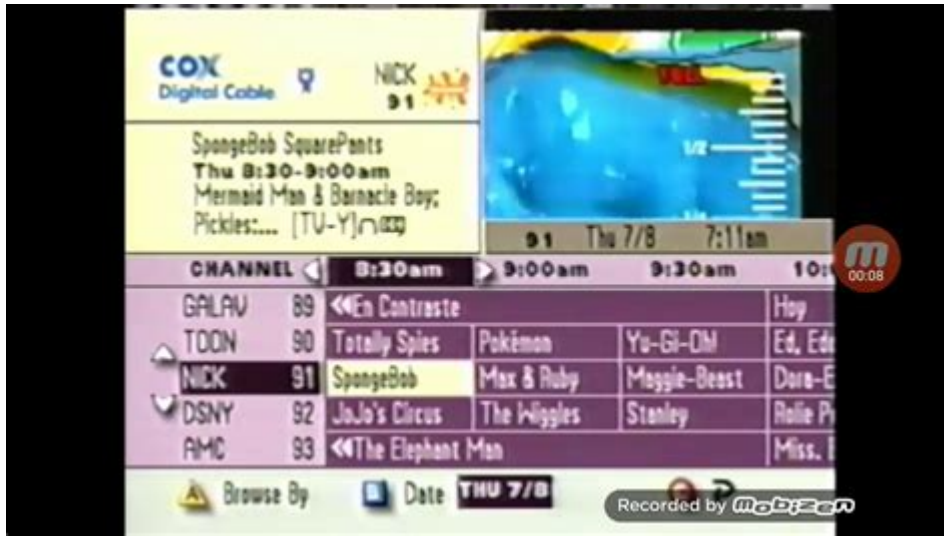 COX
Digital Cable
NICK
91
SpongeBob SquarePants
Thu 8:30-9:00am
Mermaid Man & Barnacle Boy;
Pickles:... [TV-Y]
1/2
91 Thu 7/8 7:11am
00:08
CHANNEL 8:30am 9:00am 9:30am
GALAV 89 En Contraste Hoy
TOON 90 Totally Spies Pokémon Yu-Gi-Oh! Ed, Edd
NICK 91 SpongeBob Max & Ruby Maggie-Beast Dora-E
DSNY 92 JoJo's Circus The Wiggles Stanley Rolie P
AMC 93 The Elephant Man Miss.
A Browse By B Date THU 7/8
Recorded by Mobizen